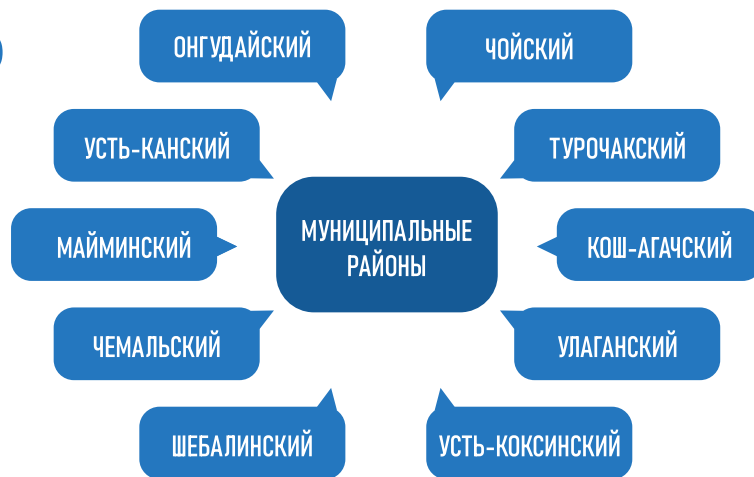 ОНГУДАЙСКИЙ
ЧОЙСКИЙ
УСТЬ-КАНСКИЙ
ТУРОЧАКСКИЙ
МУНИЦИПАЛЬНЫЕ
РАЙОНЫ
МАЙМИНСКИЙ
КОШ-АГАЧСКИЙ
ЧЕМАЛЬСКИЙ
УЛАГАНСКИЙ
ШЕБАЛИНСКИЙ
УСТЬ-КОКСИНСКИЙ